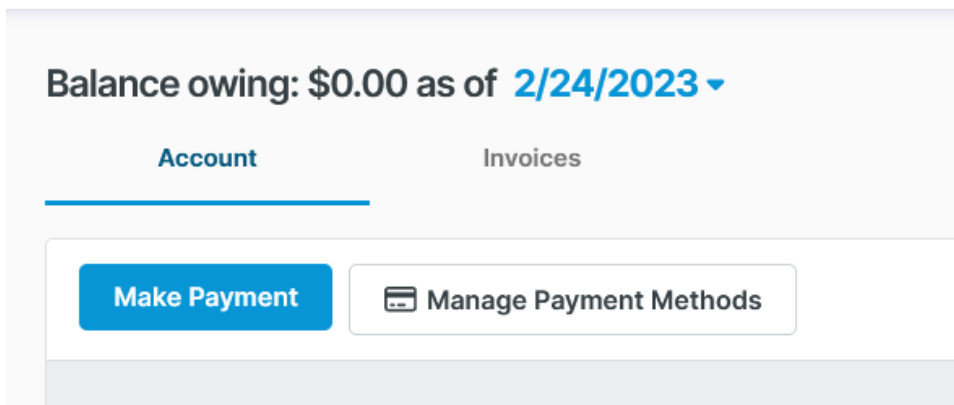 Balance owing: $0.00 as of 2/24/2023
Account Invoices
Make Payment Manage Payment Methods